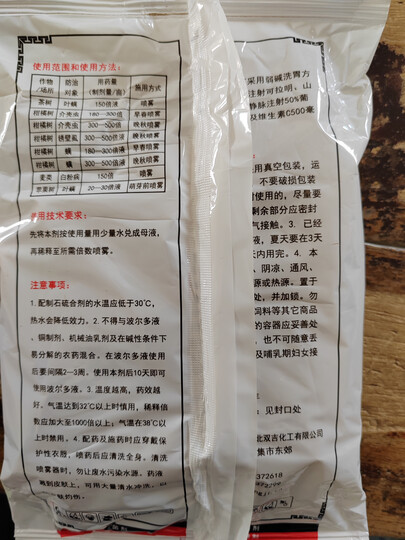 使用范围和使用方法：
作物/场所 防治对象 用药量（制剂量/亩） 施用方式
茶树 叶螨 150倍液 喷雾
柑橘树 介壳虫 180—300倍液 早春喷雾
柑橘树 介壳虫 300—500倍液 晚秋喷雾
柑橘树 锈壁虱 300—500倍液 晚秋喷雾
柑橘树 螨 180—300倍液 早春喷雾
柑橘树 螨 300—500倍液 晚秋喷雾
麦类 白粉病 150倍 喷雾
苹果树 叶螨 20—30倍液 萌芽前喷雾
使用技术要求：
先将本剂按使用量用少量水兑成母液，
再稀释至所需倍数喷雾。
注意事项：
1．配制石硫合剂的水温应低于30℃，
热水会降低效力。2．不得与波尔多液
、铜制剂、机械油乳剂及在碱性条件下
易分解的农药混合。在波尔多液使用
后要间隔2—3周。使用本剂后10天即可
使用波尔多液。3．温度越高，药效越
好。气温达到32℃以上时慎用，稀释倍
数应加大至1000倍以上；气温在38℃以
上时禁用。4．配药及施药时应穿戴保
护性衣服，喷药后应清洗全身。清洗
喷雾器时，勿让废水污染水源。药液
溅到皮肤上，可用大量清水冲洗，以
灼伤。
采用弱碱洗胃方
注射可拉明，山
静脉注射50%葡
及维生素C500毫
用真空包装，运
不要破损包装
时使用的，尽量要
剩余部分应密封
气接触。3．已经
液，夏天要在3天
天内用完。4．本
、阴凉、通风、
源或热源。置于
处，并加锁。勿
饲料等其它商品
的容器应妥善处
，也不可随意丢
及哺乳期妇女接
：见封口处
北双吉化工有限公司
集市东郊
372618